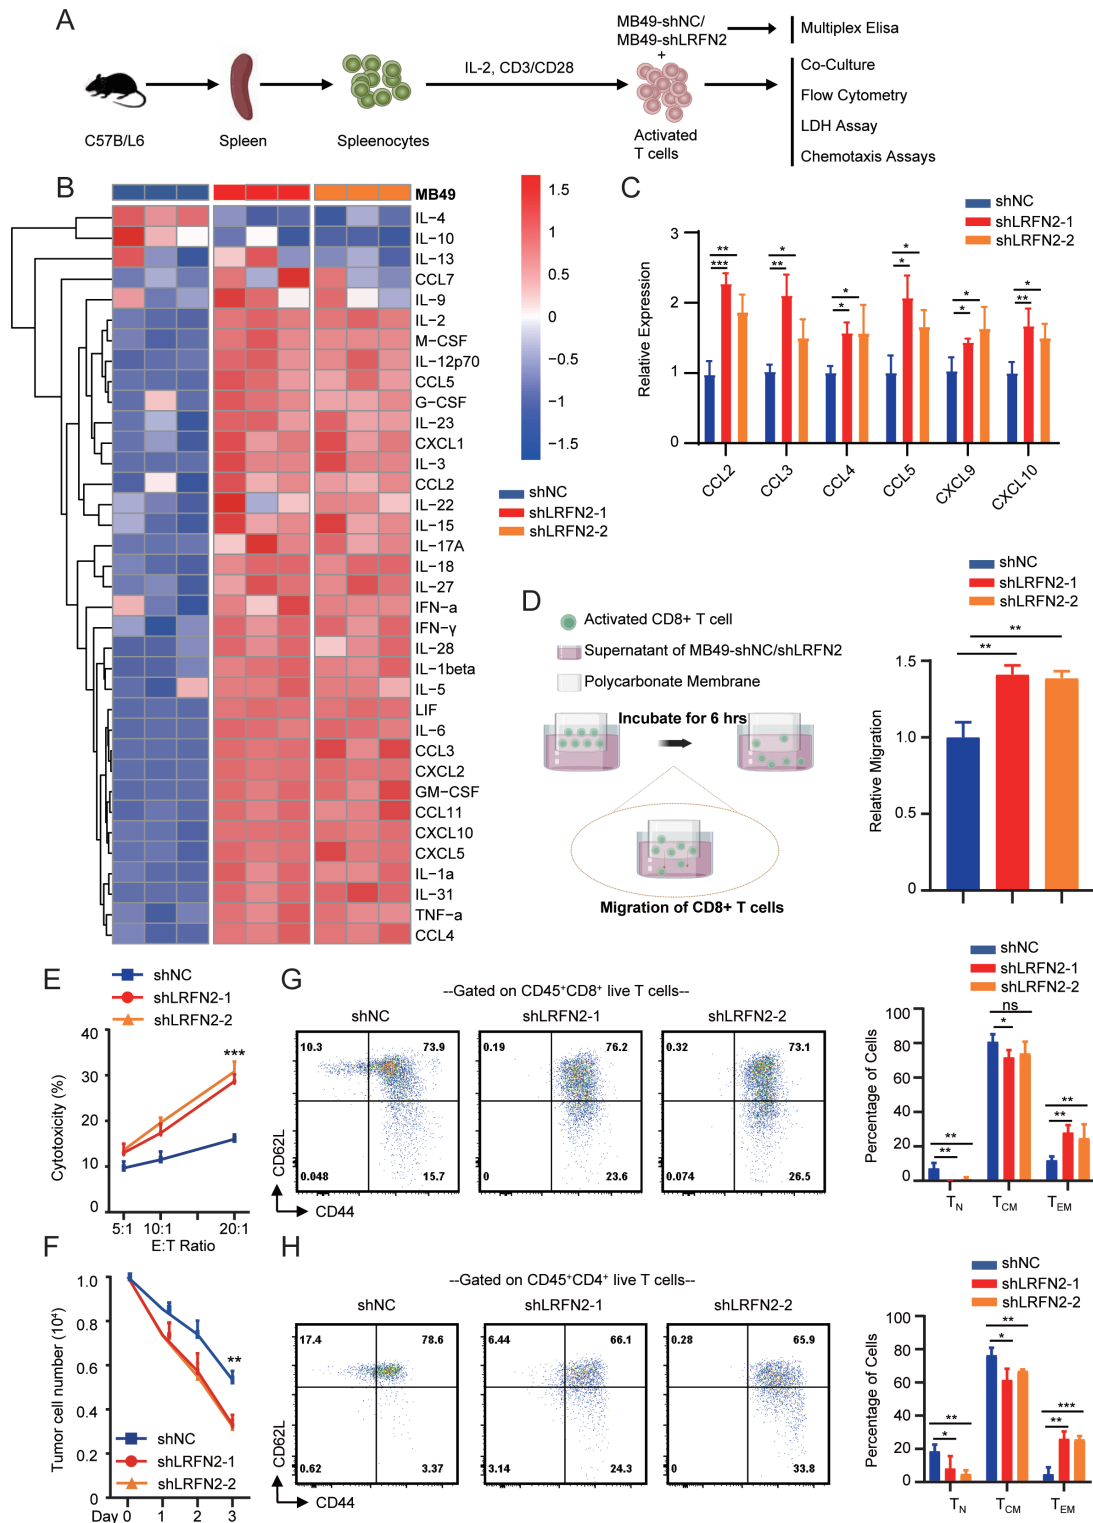 A
C57B/L6
Spleen
Spleenocytes
IL-2, CD3/CD28
MB49-shNC/
MB49-shLRFN2
+
Activated
T cells
Multiplex Elisa
Co-Culture
Flow Cytometry
LDH Assay
Chemotaxis Assays
B
MB49
IL−4
IL−10
IL−13
CCL7
IL−9
IL−2
M−CSF
IL−12p70
CCL5
G−CSF
IL−23
CXCL1
IL−3
CCL2
IL−22
IL−15
IL−17A
IL−18
IL−27
IFN−a
IFN−γ
IL−28
IL−1beta
IL−5
LIF
IL−6
CCL3
CXCL2
GM−CSF
CCL11
CXCL10
CXCL5
IL−1a
IL−31
TNF−a
CCL4
1.5
1
0.5
0
−0.5
−1
−1.5
shNC
shLRFN2-1
shLRFN2-2
C
shNC
shLRFN2-1
shLRFN2-2
Relative Expression
3
2
1
0
** *** * ** * * * * * * * **
CCL2 CCL3 CCL4 CCL5 CXCL9 CXCL10
D
Activated CD8+ T cell
Supernatant of MB49-shNC/shLRFN2
Polycarbonate Membrane
Incubate for 6 hrs
Migration of CD8+ T cells
shNC
shLRFN2-1
shLRFN2-2
Relative Migration
1.5
1.0
0.5
0
**
**
E
shNC
shLRFN2-1
shLRFN2-2
Cytotoxicity (%)
40
30
20
10
0
***
5:1 10:1 20:1
E:T Ratio
F
Tumor cell number (10⁴)
1.0
0.8
0.6
0.4
0.2
0
**
shNC
shLRFN2-1
shLRFN2-2
Day 0 1 2 3
G
--Gated on CD45⁺CD8⁺ live T cells--
shNC shLRFN2-1 shLRFN2-2
10.3 73.9 0.19 76.2 0.32 73.1
0.048 15.7 0 23.6 0.074 26.5
CD62L
CD44
shNC
shLRFN2-1
shLRFN2-2
Percentage of Cells
100
80
60
40
20
0
** ** ns * ** **
T_N T_CM T_EM
H
--Gated on CD45⁺CD4⁺ live T cells--
shNC shLRFN2-1 shLRFN2-2
17.4 78.6 6.44 66.1 0.28 65.9
0.62 3.37 3.14 24.3 0 33.8
CD62L
CD44
shNC
shLRFN2-1
shLRFN2-2
Percentage of Cells
100
80
60
40
20
0
** * ** * *** **
T_N T_CM T_EM